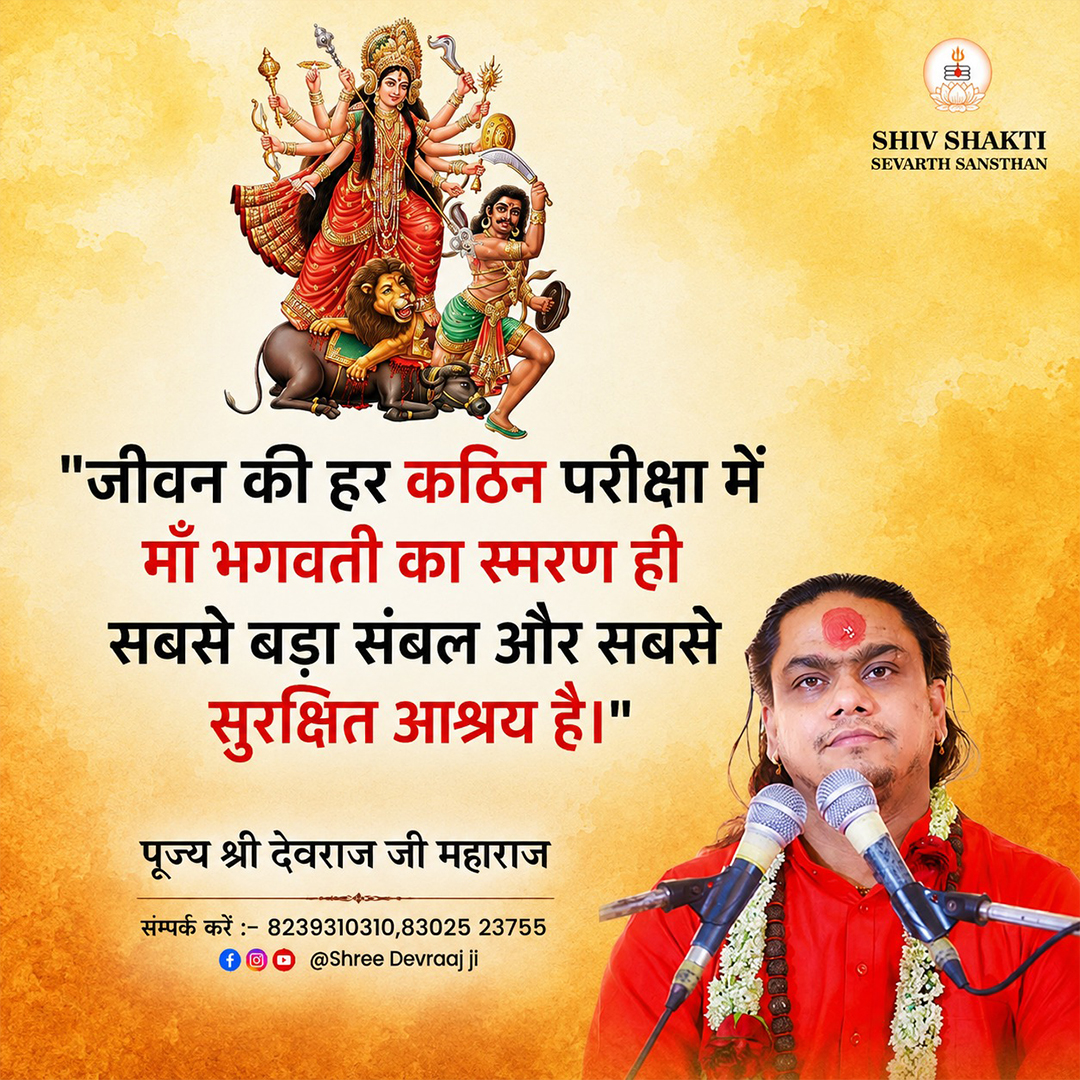 SHIV SHAKTI
SEVARTH SANSTHAN
"जीवन की हर कठिन परीक्षा में
माँ भगवती का स्मरण ही
सबसे बड़ा संबल और सबसे
सुरक्षित आश्रय है।"
पूज्य श्री देवराज जी महाराज
संम्पर्क करें :- 8239310310,83025 23755
@Shree Devraaj ji